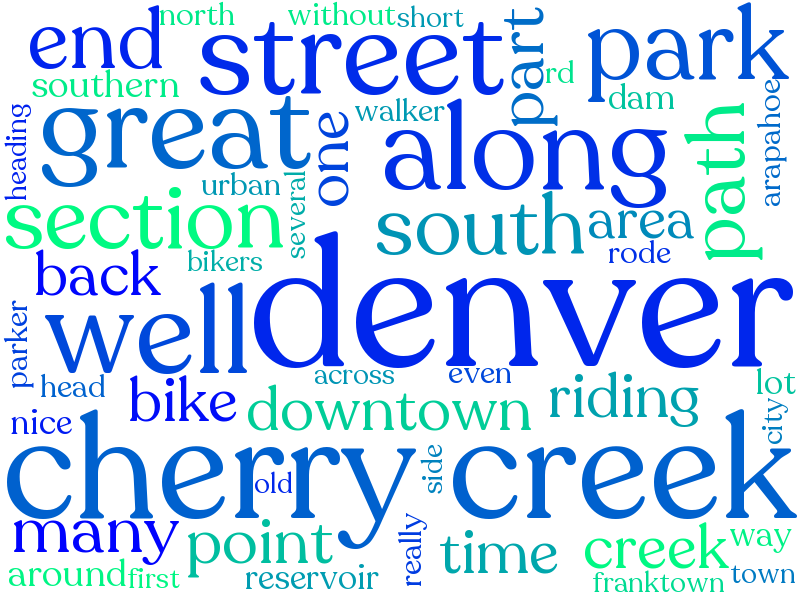 north without short
end street part park
southern rd dam
heading great one walker along path arapahoe
urban several
section south area
back bikers rode
well denver
parker head across even lot
nice bike downtown riding city
cherry creek
old side
many point really time creek way
around first reservoir franktown town